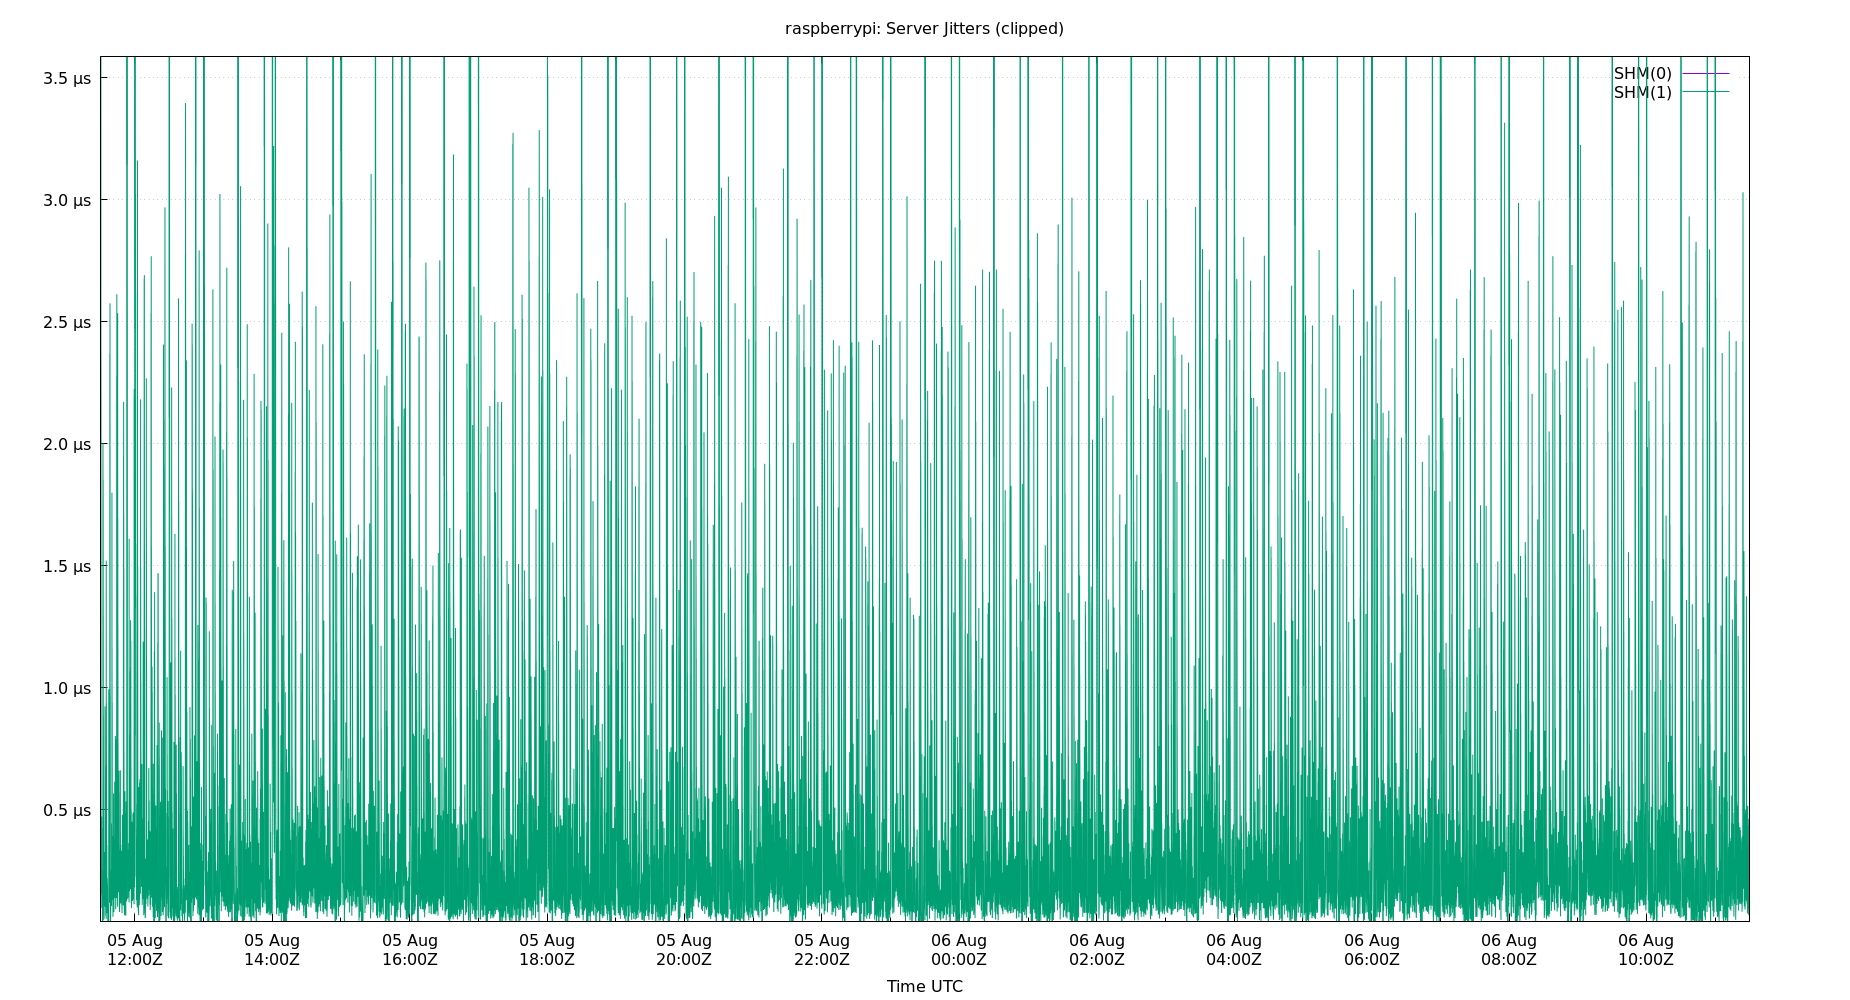 raspberrypi: Server Jitters (clipped)
SHM(0)
SHM(1)
3.5 µs
3.0 µs
2.5 µs
2.0 µs
1.5 µs
1.0 µs
0.5 µs
05 Aug 05 Aug 05 Aug 05 Aug 05 Aug 05 Aug 06 Aug 06 Aug 06 Aug 06 Aug 06 Aug 06 Aug
12:00Z 14:00Z 16:00Z 18:00Z 20:00Z 22:00Z 00:00Z 02:00Z 04:00Z 06:00Z 08:00Z 10:00Z
Time UTC